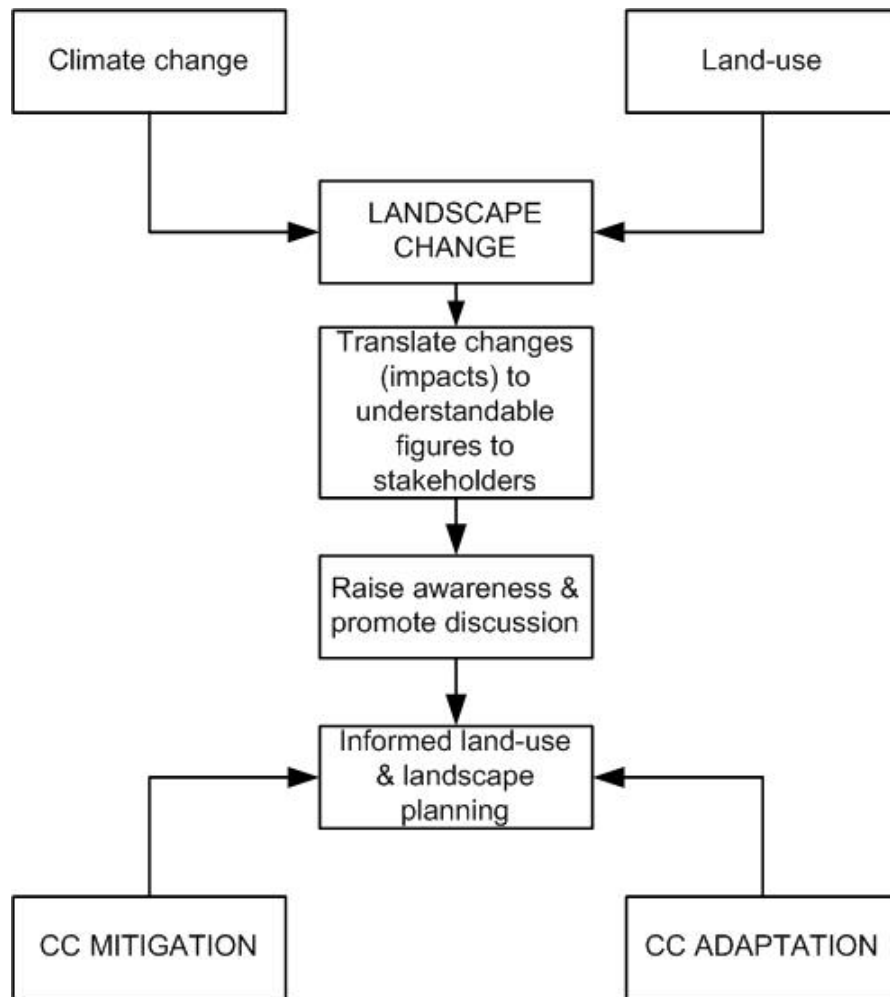 Climate change
Land-use
LANDSCAPE
CHANGE
Translate changes
(impacts) to
understandable
figures to
stakeholders
Raise awareness &
promote discussion
Informed land-use
& landscape
planning
CC MITIGATION
CC ADAPTATION